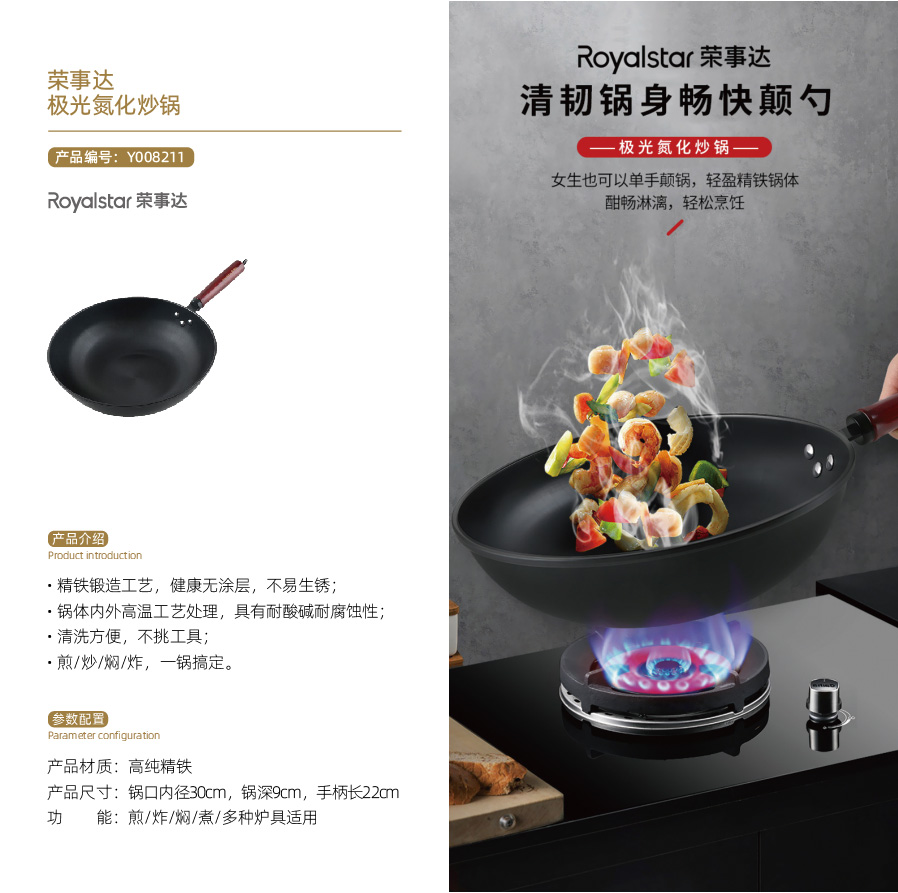 荣事达
极光氮化炒锅
产品编号：Y008211
Royalstar 荣事达
产品介绍
Product introduction
• 精铁锻造工艺，健康无涂层，不易生锈；
• 锅体内外高温工艺处理，具有耐酸碱耐腐蚀性；
• 清洗方便，不挑工具；
• 煎/炒/焖/炸，一锅搞定。
参数配置
Parameter configuration
产品材质：高纯精铁
产品尺寸：锅口内径30cm，锅深9cm，手柄长22cm
功　　能：煎/炸/焖/煮/多种炉具适用
Royalstar 荣事达
清韧锅身畅快颠勺
极光氮化炒锅
女生也可以单手颠锅，轻盈精铁锅体
酣畅淋漓，轻松烹饪